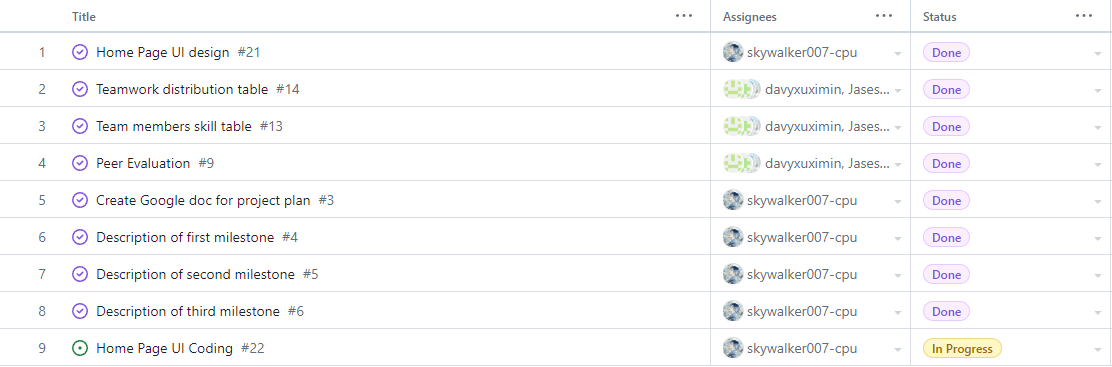 Title ... Assignees ... Status ...
1 Home Page UI design #21 skywalker007-cpu Done
2 Teamwork distribution table #14 davyxuximin, Jases... Done
3 Team members skill table #13 davyxuximin, Jases... Done
4 Peer Evaluation #9 davyxuximin, Jases... Done
5 Create Google doc for project plan #3 skywalker007-cpu Done
6 Description of first milestone #4 skywalker007-cpu Done
7 Description of second milestone #5 skywalker007-cpu Done
8 Description of third milestone #6 skywalker007-cpu Done
9 Home Page UI Coding #22 skywalker007-cpu In Progress